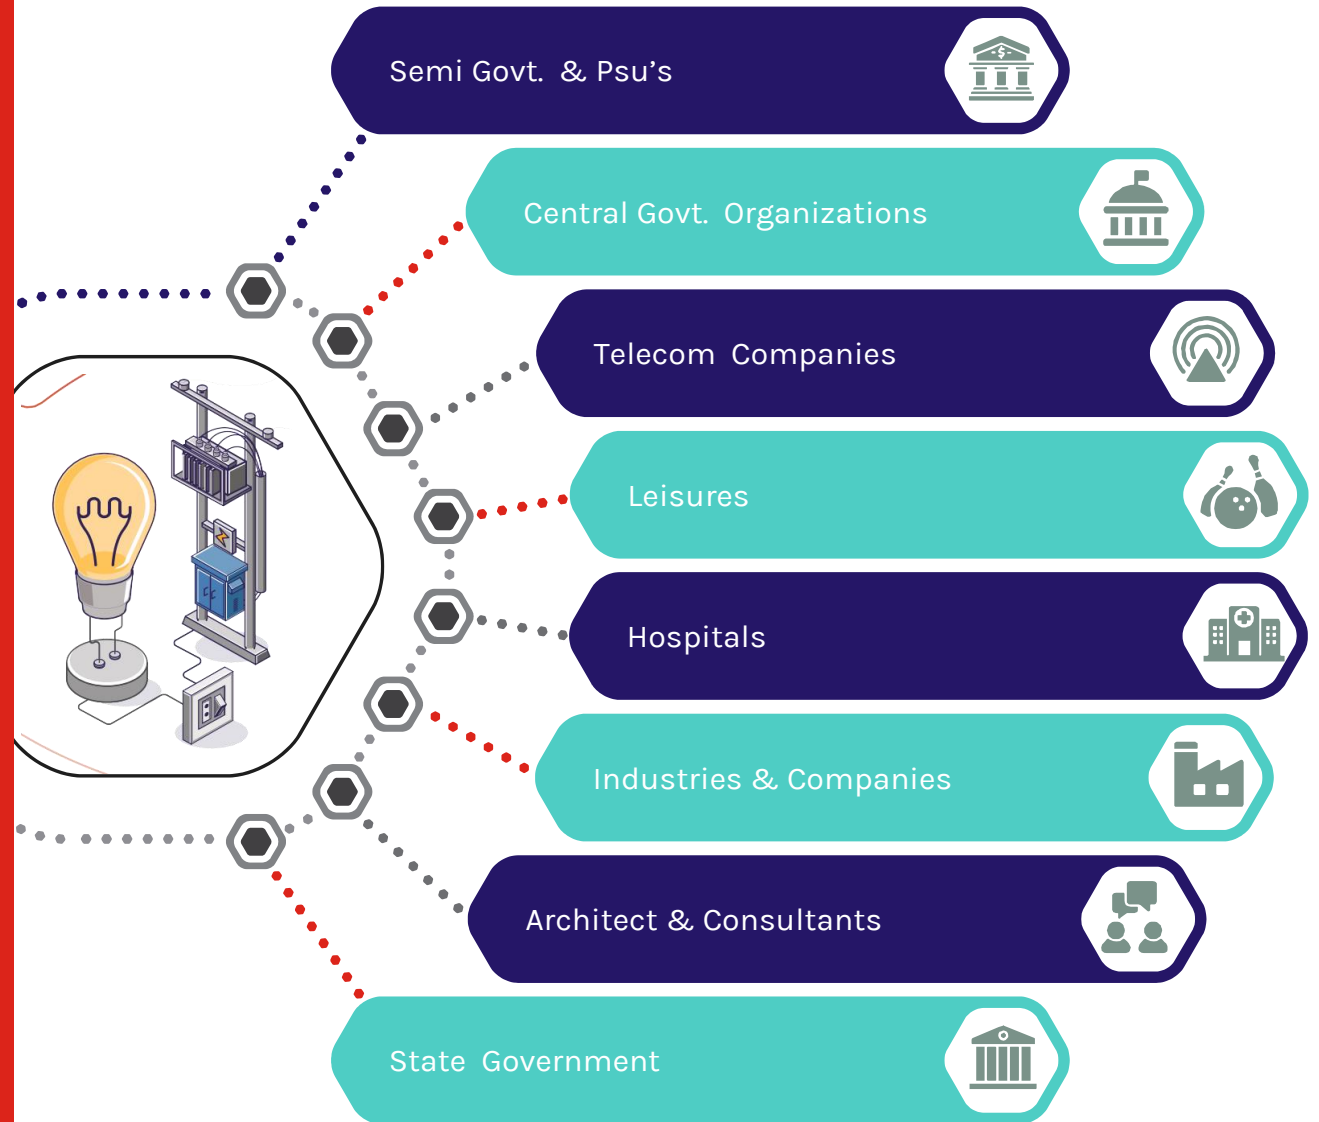 Semi Govt. & Psu’s
Central Govt. Organizations
Telecom Companies
Leisures
Hospitals
Industries & Companies
Architect & Consultants
State Government